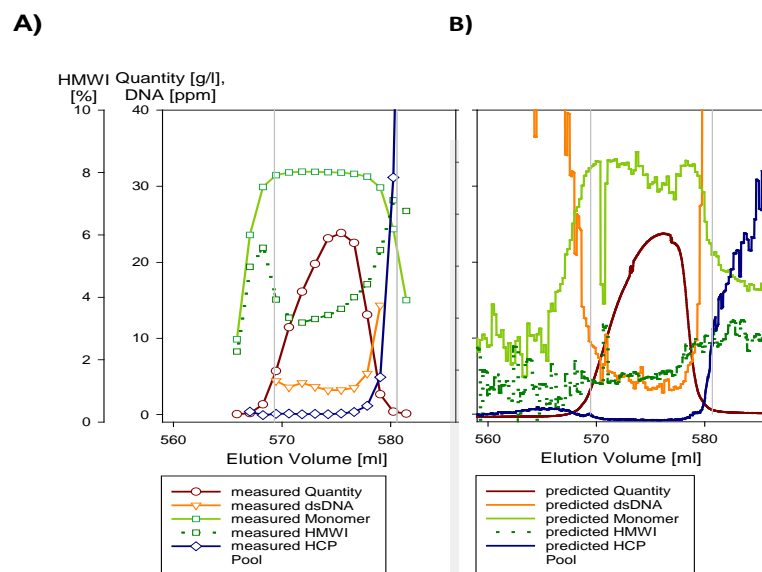 A)
B)
HMWI Quantity [g/l],
[%] DNA [ppm]
10 40
8
30
6
20
4
10
2
0 0
560 570 580
560 570 580
Elution Volume [ml]
Elution Volume [ml]
measured Quantity
measured dsDNA
measured Monomer
measured HMWI
measured HCP
Pool
predicted Quantity
predicted dsDNA
predicted Monomer
predicted HMWI
predicted HCP
Pool